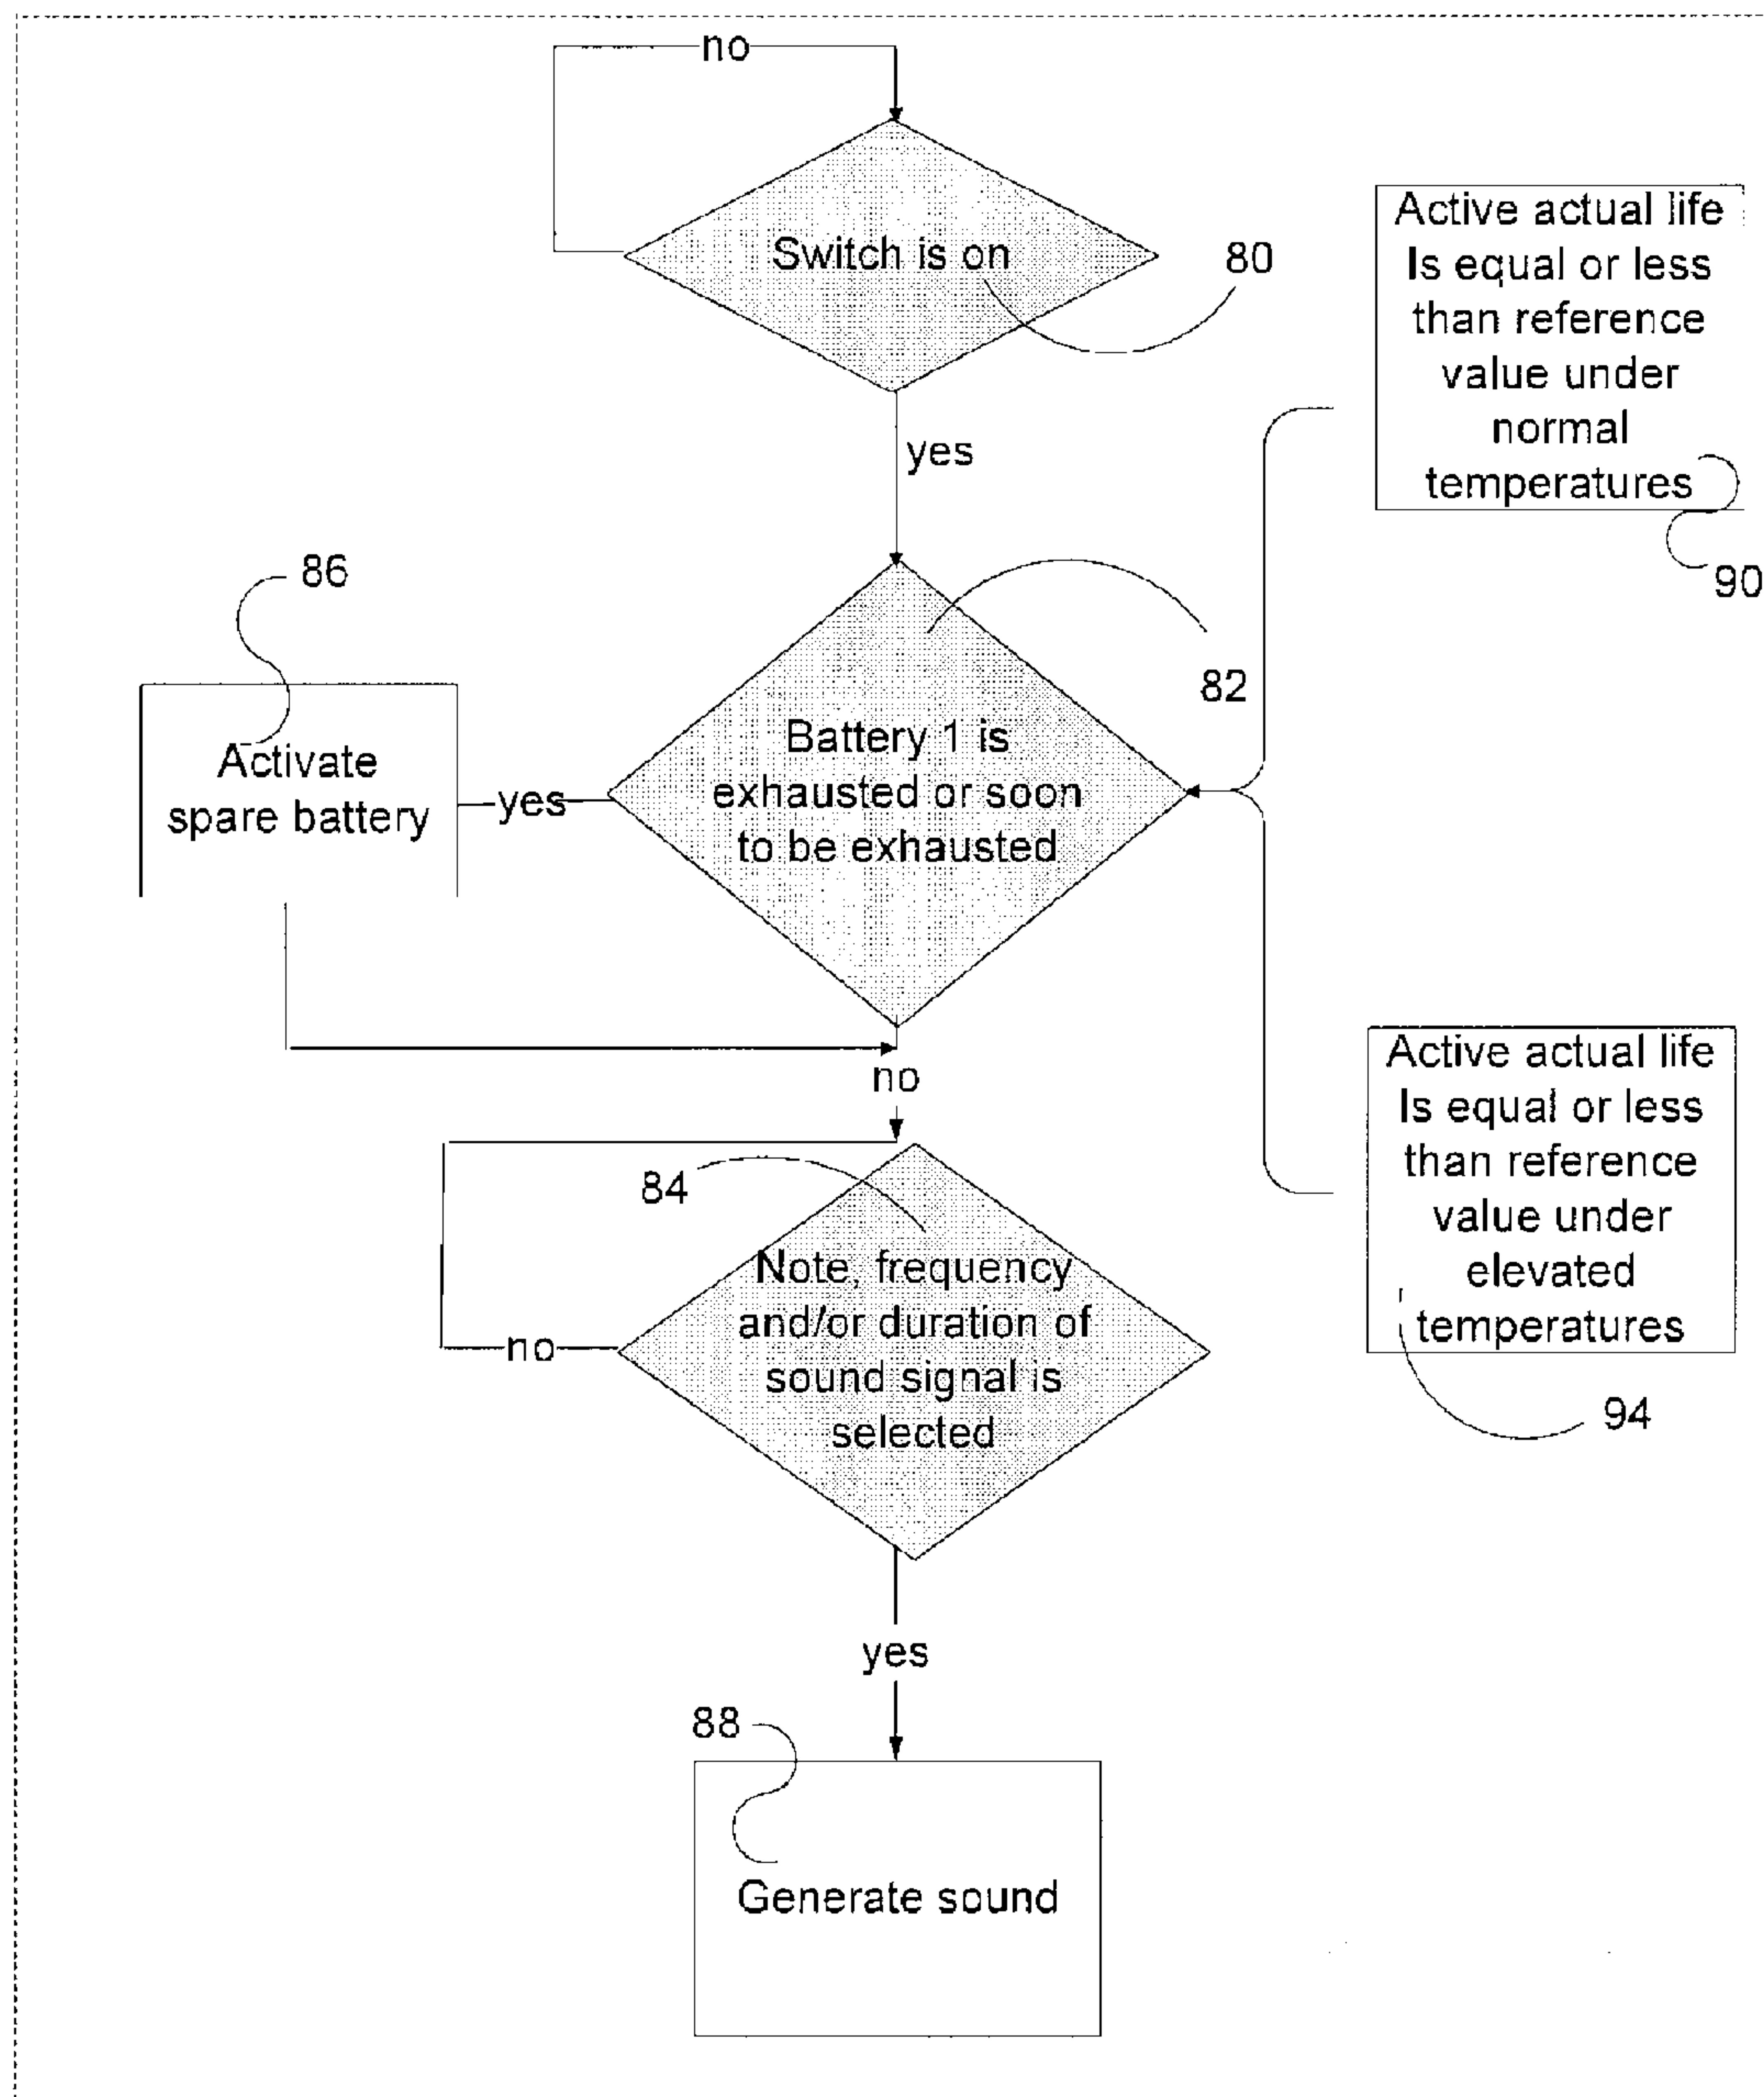 no
Switch is on
80
Active actual life
Is equal or less
than reference
value under
normal
temperatures
90
yes
86
82
Activate
spare battery
yes
Battery 1 is
exhausted or soon
to be exhausted
no
84
Note, frequency
and/or duration of
sound signal is
selected
no
Active actual life
Is equal or less
than reference
value under
elevated
temperatures
94
yes
88
Generate sound